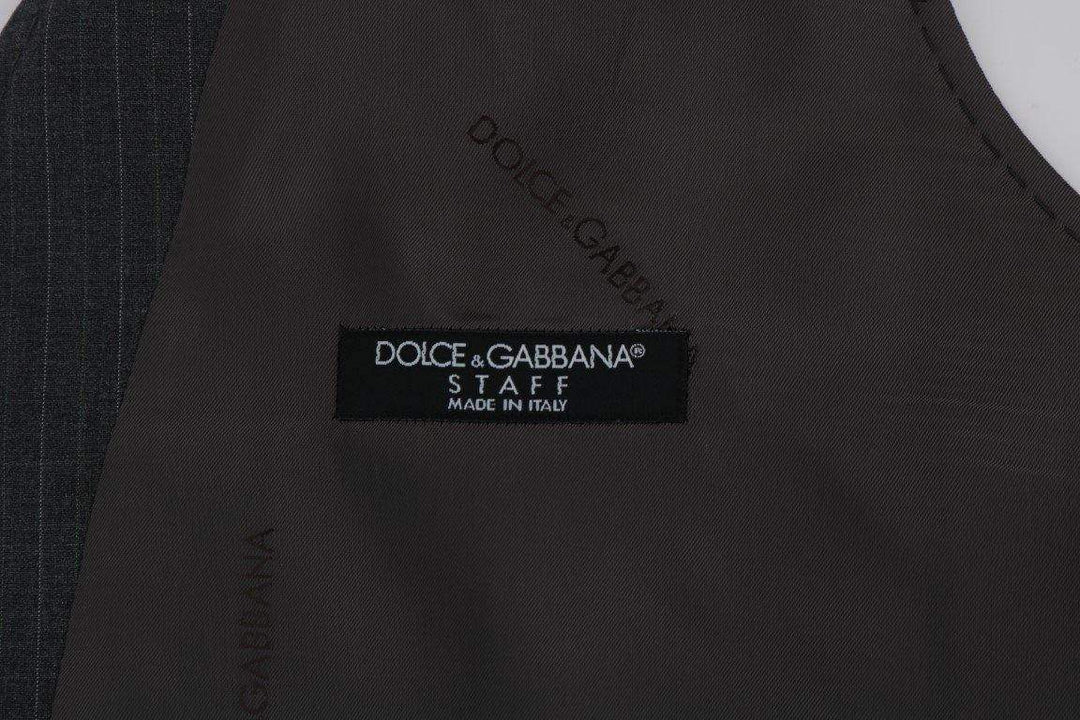 DOLCE & GABBANA
DOLCE & GABBANA®
STAFF
MADE IN ITALY
GABBANA